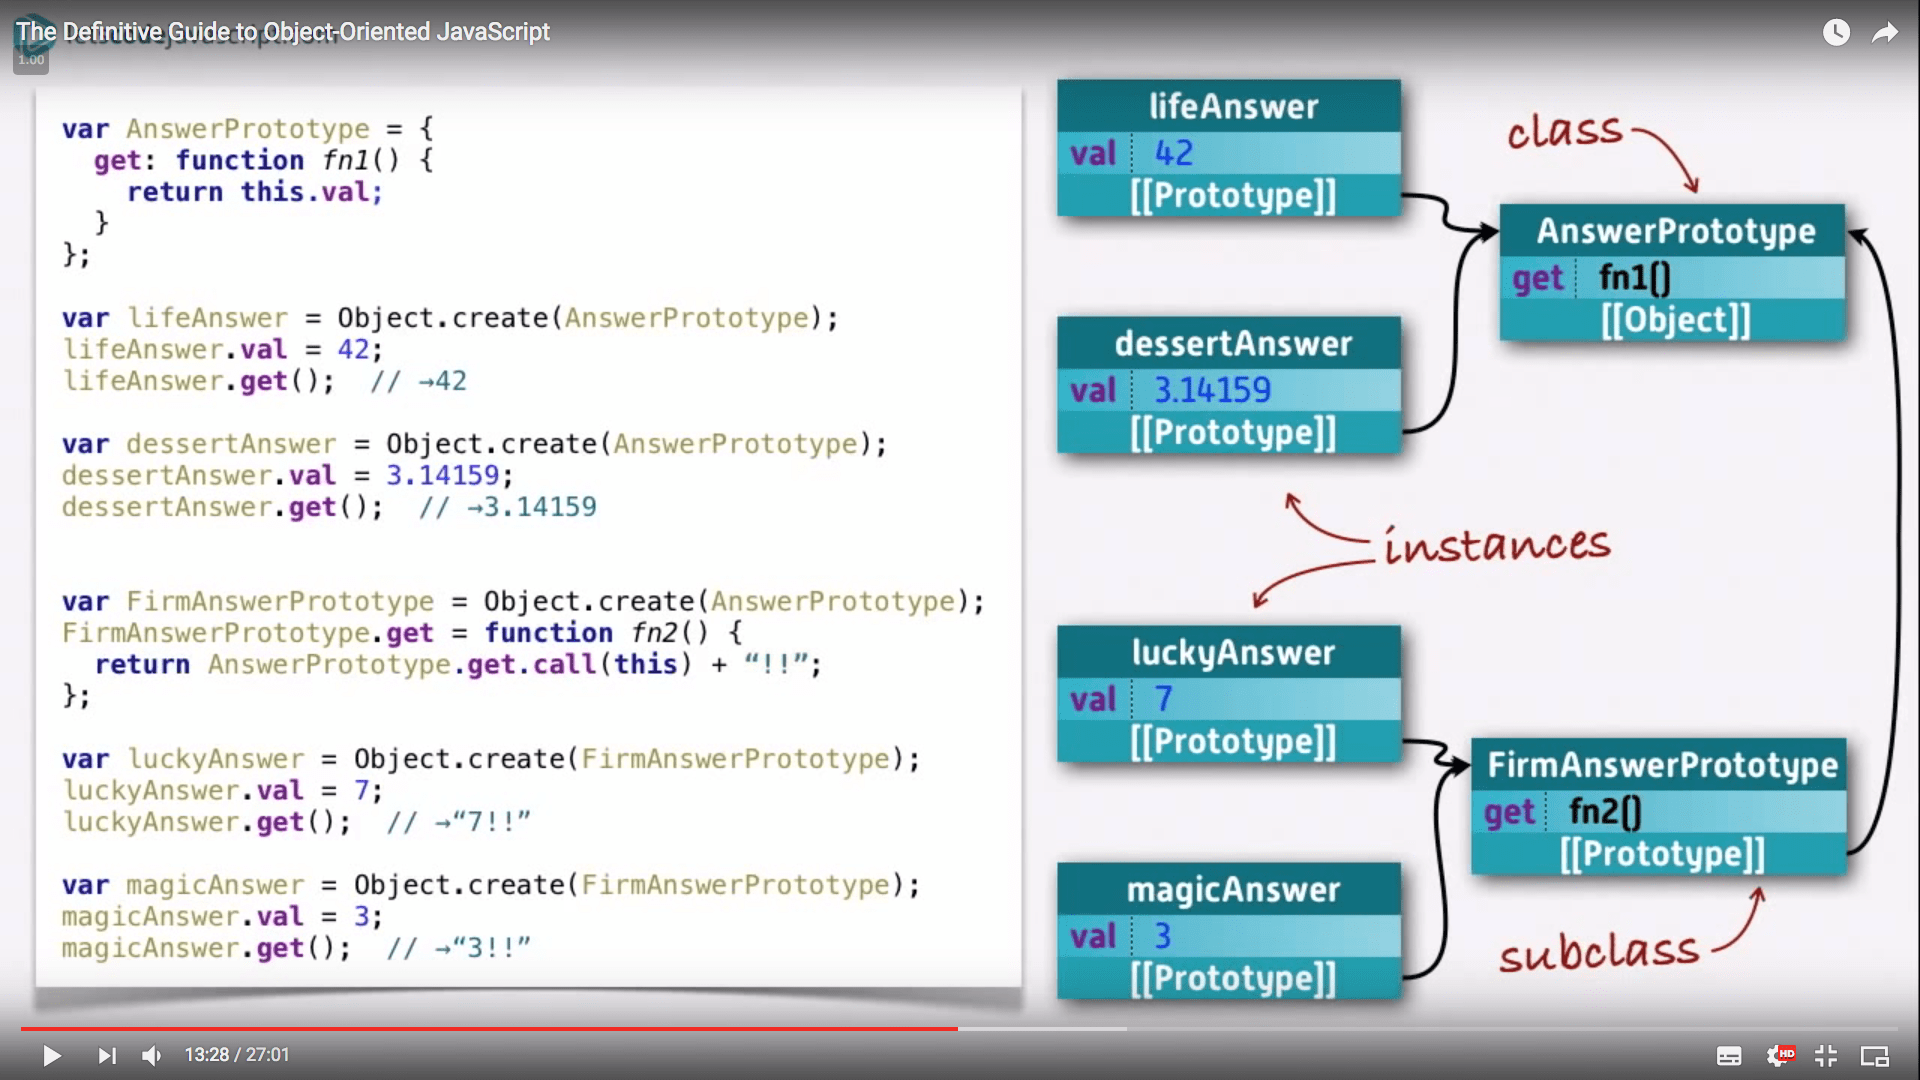 The Definitive Guide to Object-Oriented JavaScript
1.00
var AnswerPrototype = {
  get: function fn1() {
    return this.val;
  }
};
var lifeAnswer = Object.create(AnswerPrototype);
lifeAnswer.val = 42;
lifeAnswer.get();  // →42
var dessertAnswer = Object.create(AnswerPrototype);
dessertAnswer.val = 3.14159;
dessertAnswer.get();  // →3.14159
var FirmAnswerPrototype = Object.create(AnswerPrototype);
FirmAnswerPrototype.get = function fn2() {
  return AnswerPrototype.get.call(this) + “!!”;
};
var luckyAnswer = Object.create(FirmAnswerPrototype);
luckyAnswer.val = 7;
luckyAnswer.get();  // →“7!!”
var magicAnswer = Object.create(FirmAnswerPrototype);
magicAnswer.val = 3;
magicAnswer.get();  // →“3!!”
lifeAnswer
val 42
[[Prototype]]
class
AnswerPrototype
get fn1()
[[Object]]
dessertAnswer
val 3.14159
[[Prototype]]
instances
luckyAnswer
val 7
[[Prototype]]
FirmAnswerPrototype
get fn2()
[[Prototype]]
magicAnswer
val 3
[[Prototype]]
subclass
13:28 / 27:01
HD